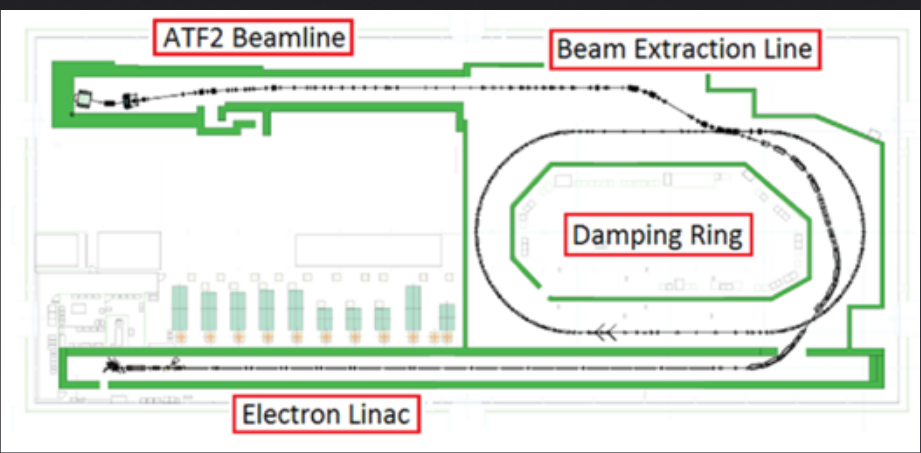 ATF2 Beamline
Beam Extraction Line
Damping Ring
Electron Linac